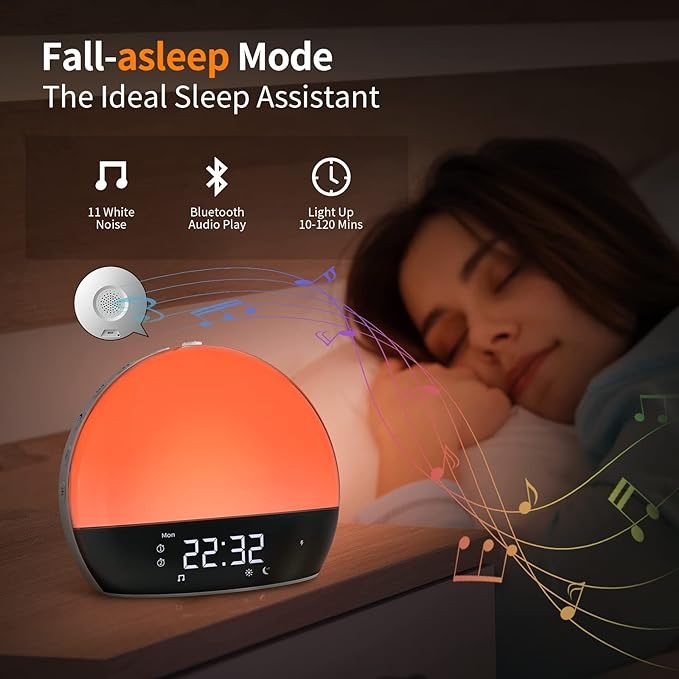 Fall-asleep Mode
The Ideal Sleep Assistant
11 White
Noise
Bluetooth
Audio Play
Light Up
10-120 Mins
Mon
22:32